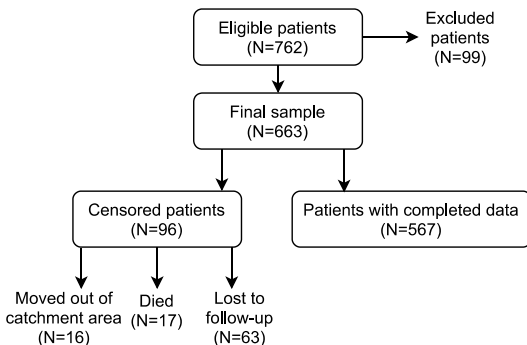 Eligible patients
(N=762)
Excluded
patients
(N=99)
Final sample
(N=663)
Censored patients
(N=96)
Patients with completed data
(N=567)
Moved out of
catchment area
(N=16)
Died
(N=17)
Lost to
follow-up
(N=63)